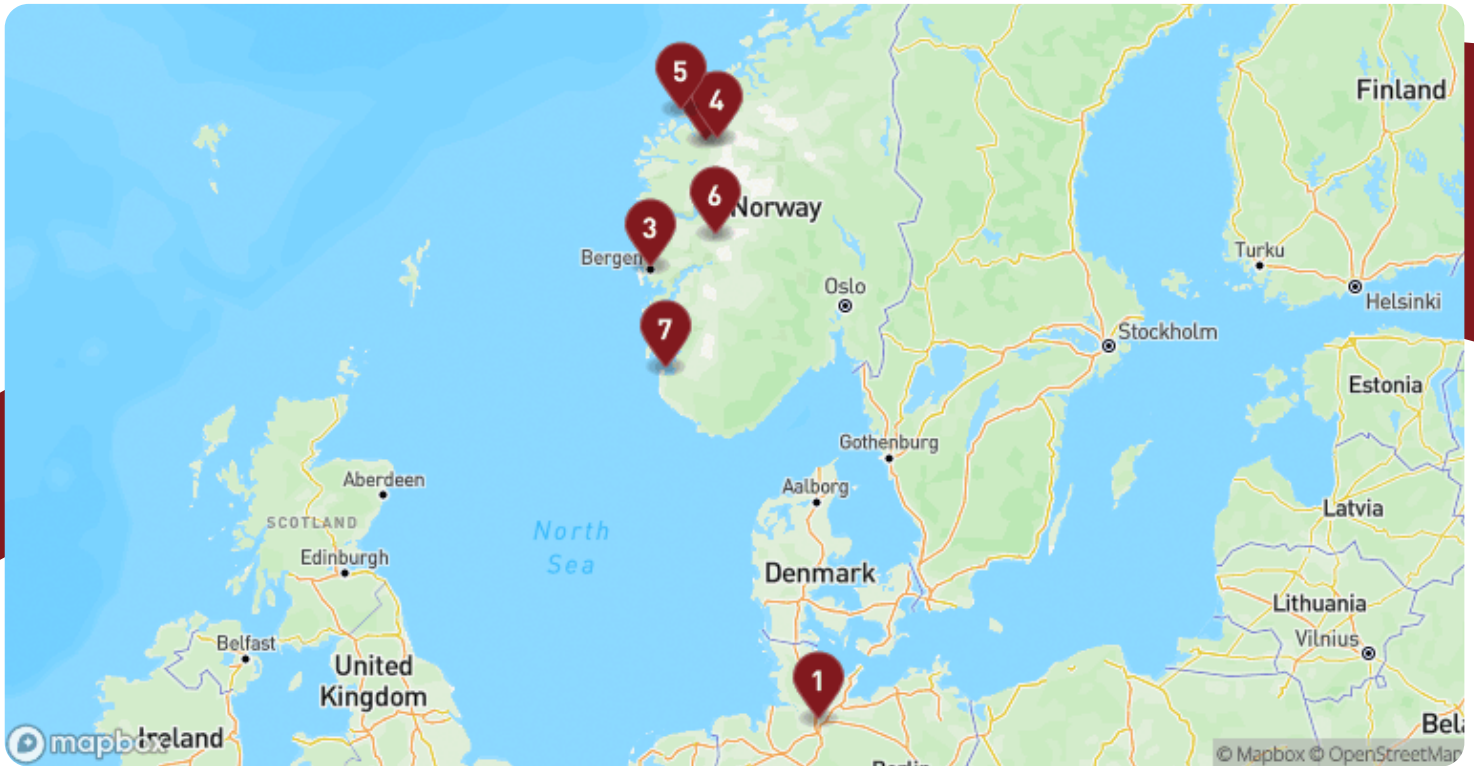 5
4
Finland
6
Norway
3
Bergen
Turku
Oslo
Helsinki
7
Stockholm
Estonia
Gothenburg
Aberdeen
Aalborg
SCOTLAND
Latvia
North
Sea
Edinburgh
Denmark
Lithuania
Vilnius
Belfast
United
Kingdom
1
Ireland
mapbox
Bel
© Mapbox © OpenStreetMap